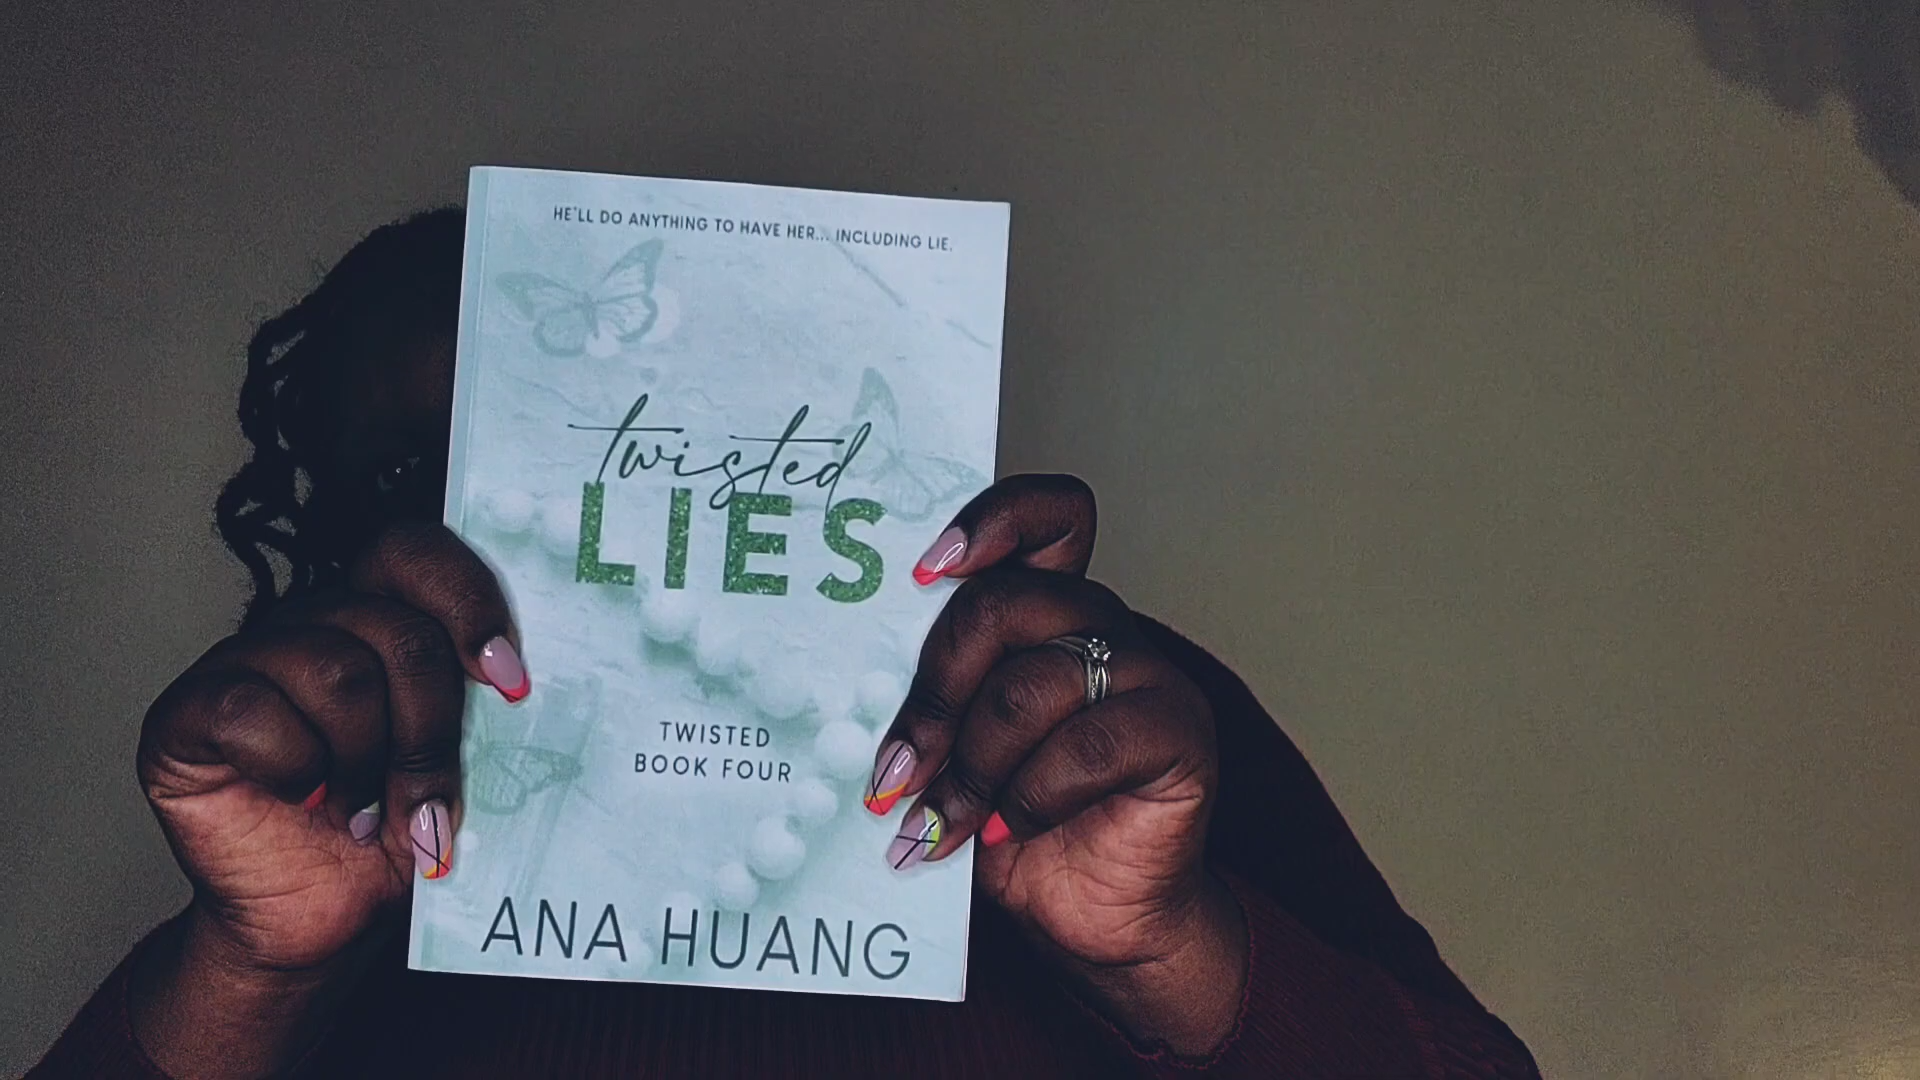 HE'LL DO ANYTHING TO HAVE HER... INCLUDING LIE.
twisted
LIES
TWISTED
BOOK FOUR
ANA HUANG